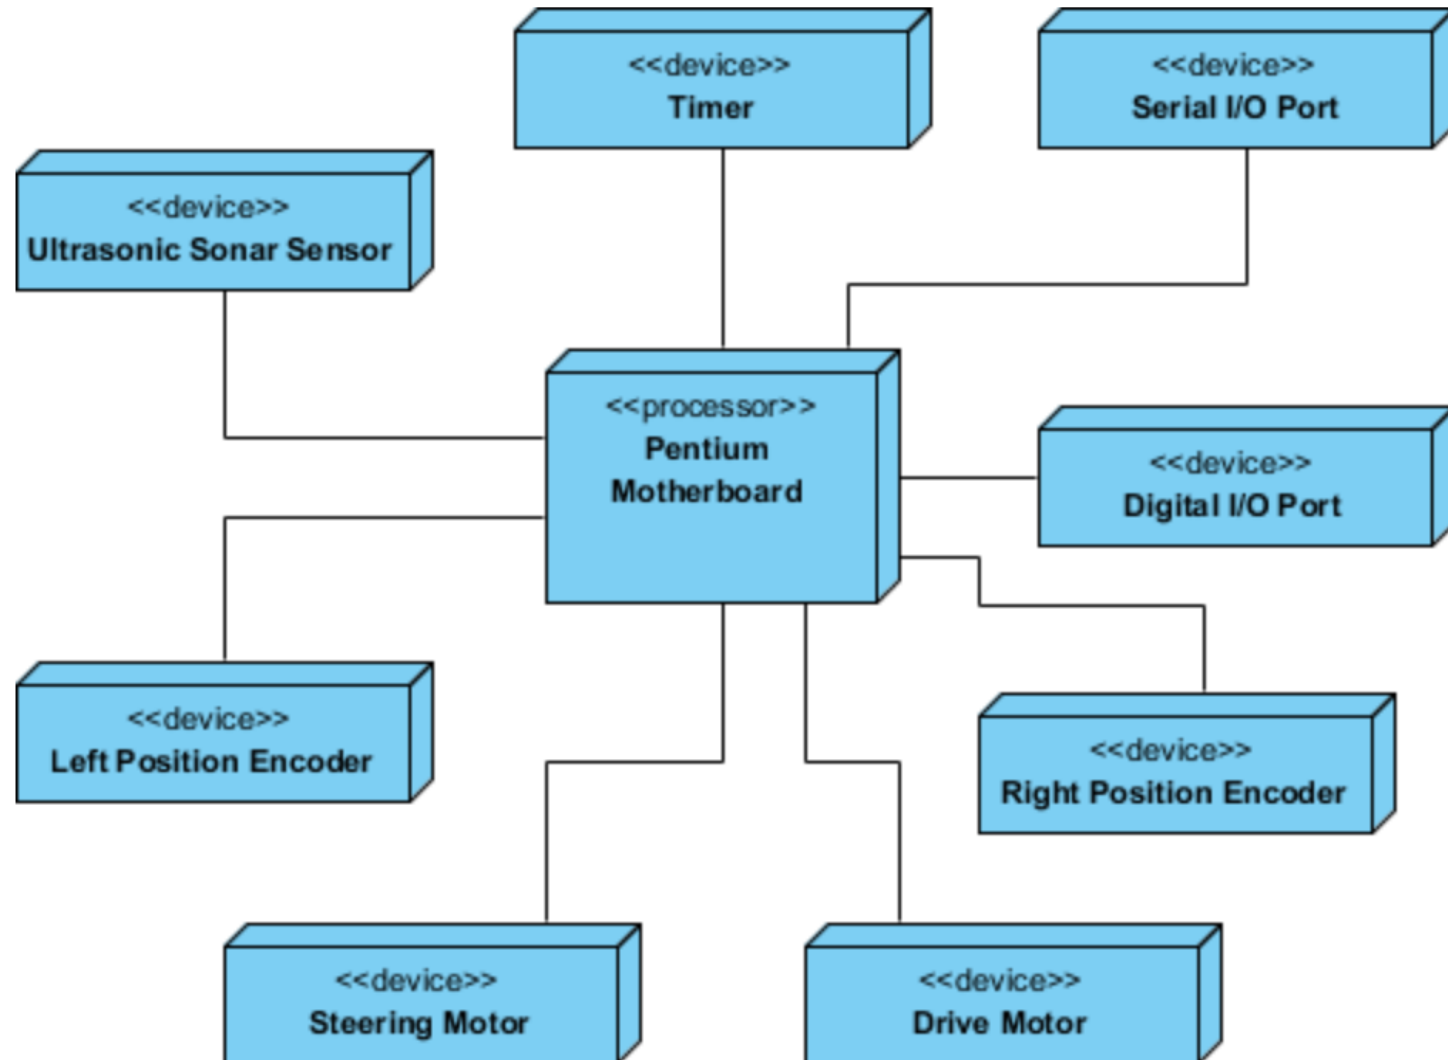 <<device>>
Timer
<<device>>
Serial I/O Port
<<device>>
Ultrasonic Sonar Sensor
<<processor>>
Pentium
Motherboard
<<device>>
Digital I/O Port
<<device>>
Left Position Encoder
<<device>>
Right Position Encoder
<<device>>
Steering Motor
<<device>>
Drive Motor